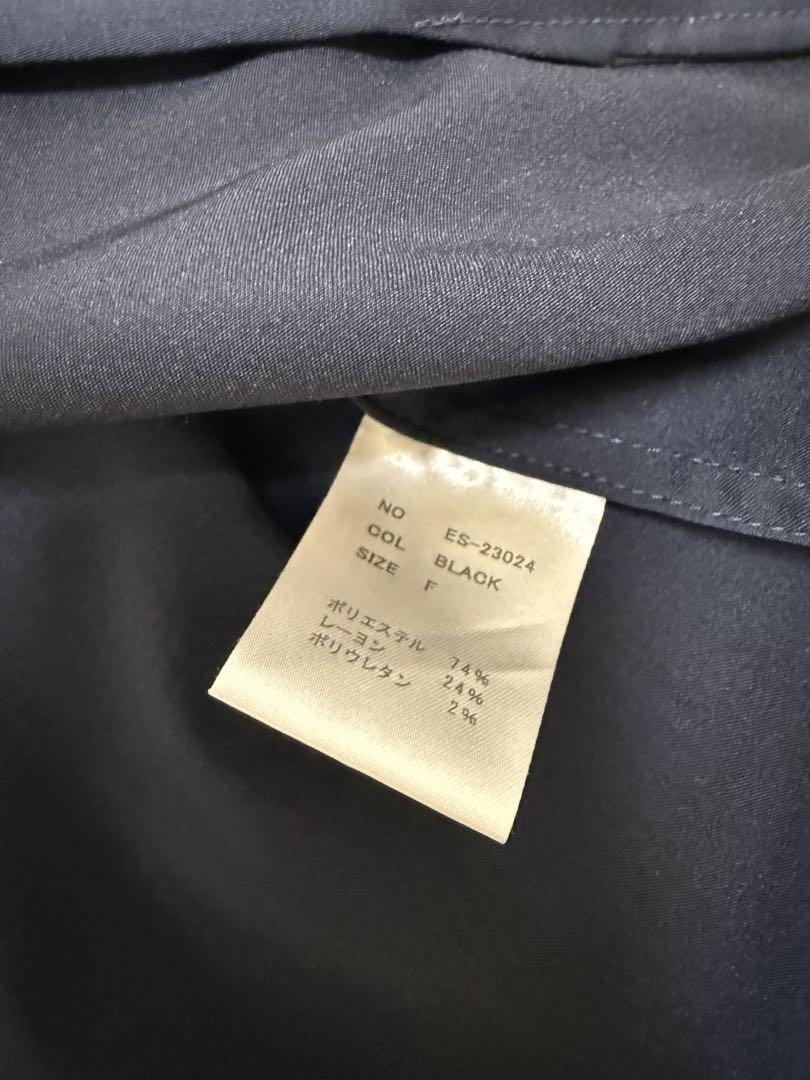 NO ES-23024
COL BLACK
SIZE F
ポリエステル 74%
レーヨン 24%
ポリウレタン 2%